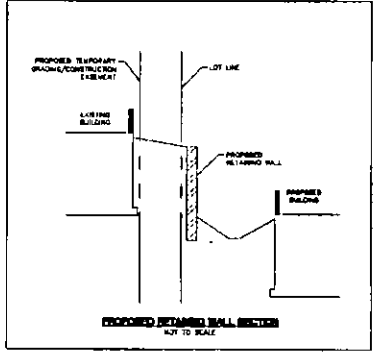 PROPOSED TEMPORARY
GRADING/CONSTRUCTION
EASEMENT
LOT LINE
EXISTING
BUILDING
PROPOSED
RETAINING WALL
PROPOSED
BUILDING
PROPOSED RETAINING WALL SECTION
NOT TO SCALE